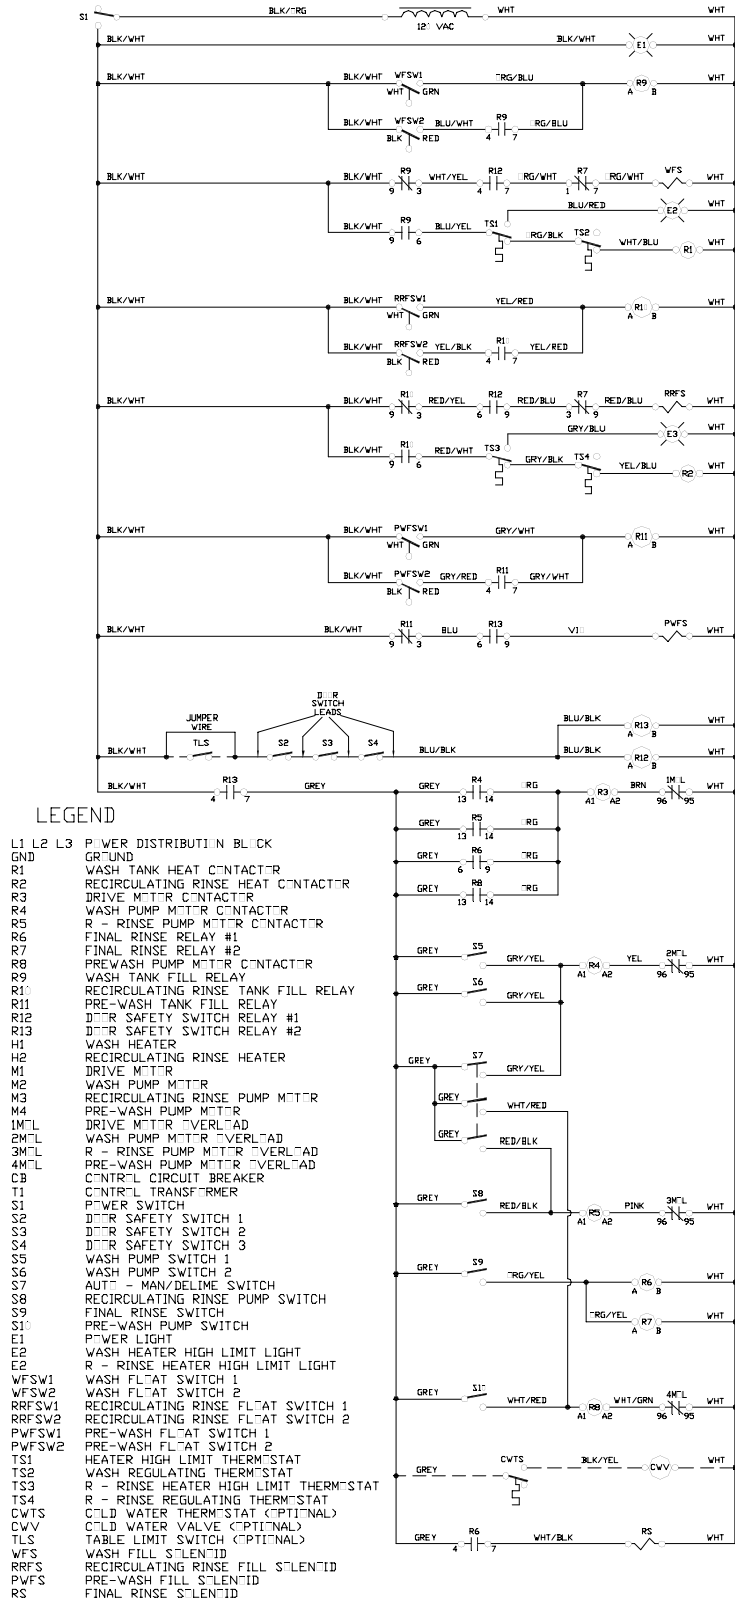 S1 BLK/ORG 120 VAC WHT WHT
BLK/WHT BLK/WHT E1 WHT
BLK/WHT BLK/WHT WFSW1 ORG/BLU R9 WHT
WHT GRN A B
BLK/WHT WFSW2 BLU/WHT R9 ORG/BLU
BLK RED 4 7
BLK/WHT BLK/WHT R9 WHT/YEL R12 ORG/WHT R7 ORG/WHT WFS WHT
9 3 4 7 1 7
BLU/RED E2 WHT
BLK/WHT R9 BLU/YEL TS1 ORG/BLK TS2 WHT/BLU R1 WHT
9 6
BLK/WHT BLK/WHT RRFSW1 YEL/RED R10 WHT
WHT GRN A B
BLK/WHT RRFSW2 YEL/BLK R10 YEL/RED
BLK RED 4 7
BLK/WHT BLK/WHT R10 RED/YEL R12 RED/BLU R7 RED/BLU RRFS WHT
9 3 6 9 3 9
GRY/BLU E3 WHT
BLK/WHT R10 RED/WHT TS3 GRY/BLK TS4 YEL/BLU R2 WHT
9 6
BLK/WHT BLK/WHT PWFSW1 GRY/WHT R11 WHT
WHT GRN A B
BLK/WHT PWFSW2 GRY/RED R11 GRY/WHT
BLK RED 4 7
BLK/WHT BLK/WHT R11 BLU R13 VIO PWFS WHT
9 3 6 9
DOOR
SWITCH
LEADS
JUMPER
WIRE
BLU/BLK R13 WHT
A B
BLK/WHT TLS S2 S3 S4 BLU/BLK BLU/BLK R12 WHT
A B
BLK/WHT R13 GREY GREY R4 ORG R3 BRN 1MOL WHT
4 7 13 14 A1 A2 96 95
GREY R5 ORG
13 14
GREY R6 ORG
6 9
GREY R8 ORG
13 14
GREY S5 GRY/YEL R4 YEL 2MOL WHT
A1 A2 96 95
GREY S6 GRY/YEL
GREY S7 GRY/YEL
GREY WHT/RED
GREY RED/BLK
GREY S8 RED/BLK R5 PINK 3MOL WHT
A1 A2 96 95
GREY S9 ORG/YEL R6 WHT
A B
ORG/YEL R7 WHT
A B
GREY S10 WHT/RED R8 WHT/GRN 4MOL WHT
A1 A2 96 95
GREY CWTS BLK/YEL CWV WHT
GREY R6 WHT/BLK RS WHT
4 7
LEGEND
L1 L2 L3 POWER DISTRIBUTION BLOCK
GND GROUND
R1 WASH TANK HEAT CONTACTOR
R2 RECIRCULATING RINSE HEAT CONTACTOR
R3 DRIVE MOTOR CONTACTOR
R4 WASH PUMP MOTOR CONTACTOR
R5 R - RINSE PUMP MOTOR CONTACTOR
R6 FINAL RINSE RELAY #1
R7 FINAL RINSE RELAY #2
R8 PREWASH PUMP MOTOR CONTACTOR
R9 WASH TANK FILL RELAY
R10 RECIRCULATING RINSE TANK FILL RELAY
R11 PRE-WASH TANK FILL RELAY
R12 DOOR SAFETY SWITCH RELAY #1
R13 DOOR SAFETY SWITCH RELAY #2
H1 WASH HEATER
H2 RECIRCULATING RINSE HEATER
M1 DRIVE MOTOR
M2 WASH PUMP MOTOR
M3 RECIRCULATING RINSE PUMP MOTOR
M4 PRE-WASH PUMP MOTOR
1MOL DRIVE MOTOR OVERLOAD
2MOL WASH PUMP MOTOR OVERLOAD
3MOL R - RINSE PUMP MOTOR OVERLOAD
4MOL PRE-WASH PUMP MOTOR OVERLOAD
CB CONTROL CIRCUIT BREAKER
T1 CONTROL TRANSFORMER
S1 POWER SWITCH
S2 DOOR SAFETY SWITCH 1
S3 DOOR SAFETY SWITCH 2
S4 DOOR SAFETY SWITCH 3
S5 WASH PUMP SWITCH 1
S6 WASH PUMP SWITCH 2
S7 AUTO - MAN/DELIME SWITCH
S8 RECIRCULATING RINSE PUMP SWITCH
S9 FINAL RINSE SWITCH
S10 PRE-WASH PUMP SWITCH
E1 POWER LIGHT
E2 WASH HEATER HIGH LIMIT LIGHT
E2 R - RINSE HEATER HIGH LIMIT LIGHT
WFSW1 WASH FLOAT SWITCH 1
WFSW2 WASH FLOAT SWITCH 2
RRFSW1 RECIRCULATING RINSE FLOAT SWITCH 1
RRFSW2 RECIRCULATING RINSE FLOAT SWITCH 2
PWFSW1 PRE-WASH FLOAT SWITCH 1
PWFSW2 PRE-WASH FLOAT SWITCH 2
TS1 HEATER HIGH LIMIT THERMOSTAT
TS2 WASH REGULATING THERMOSTAT
TS3 R - RINSE HEATER HIGH LIMIT THERMOSTAT
TS4 R - RINSE REGULATING THERMOSTAT
CWTS COLD WATER THERMOSTAT (OPTIONAL)
CWV COLD WATER VALVE (OPTIONAL)
TLS TABLE LIMIT SWITCH (OPTIONAL)
WFS WASH FILL SOLENOID
RRFS RECIRCULATING RINSE FILL SOLENOID
PWFS PRE-WASH FILL SOLENOID
RS FINAL RINSE SOLENOID